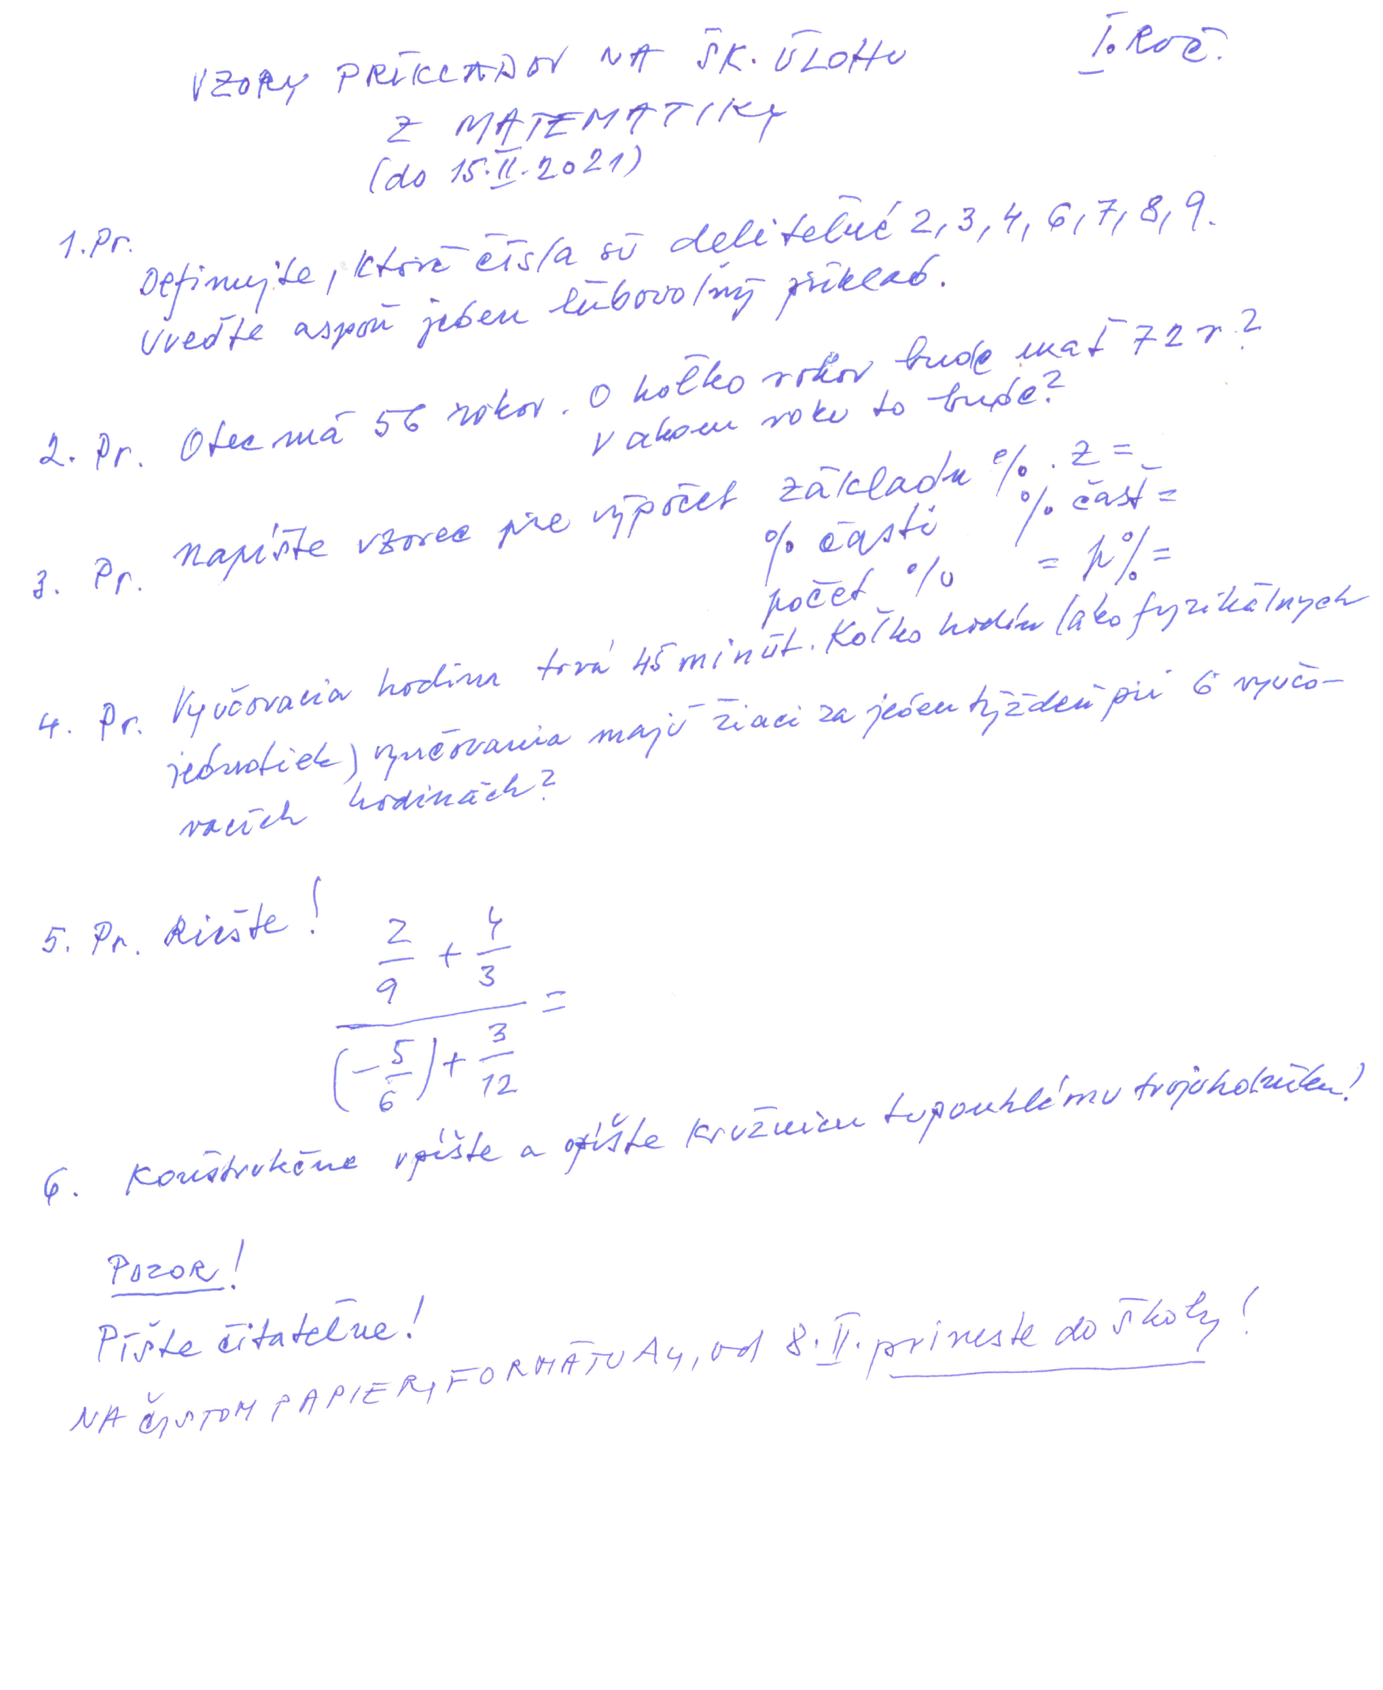 I. Roč.
VZORY PRÍKLADOV NA ŠK. ÚLOHU
Z MATEMATIKY
(do 15.II.2021)
1. Pr.
Definujte, ktoré čísla sú deliteľné 2, 3, 4, 6, 7, 8, 9.
Uveďte aspoň jeden ľubovoľný príklad.
2. Pr. Otec má 56 rokov. O koľko rokov bude mať 72 r.?
V akom roku to bude?
3. Pr. Napíšte vzorec pre výpočet základu %. z =
% časti % časť =
počet % = p% =
4. Pr. Vyučovacia hodina trvá 45 minút. Koľko hodín (ako fyzikálnych
jednotiek) vyučovania majú žiaci za jeden týždeň pri 6 vyučo-
vacích hodinách?
5. Pr. Riešte!
2/9 + 4/3
=
(-5/6) + 3/12
6. Konštrukčne vpíšte a opíšte kružnicu tupouhlému trojuholníku!
POZOR!
Píšte čitateľne!
NA ČISTOM PAPIERI, FORMÁTU A4, od 8.II. prineste do školy!